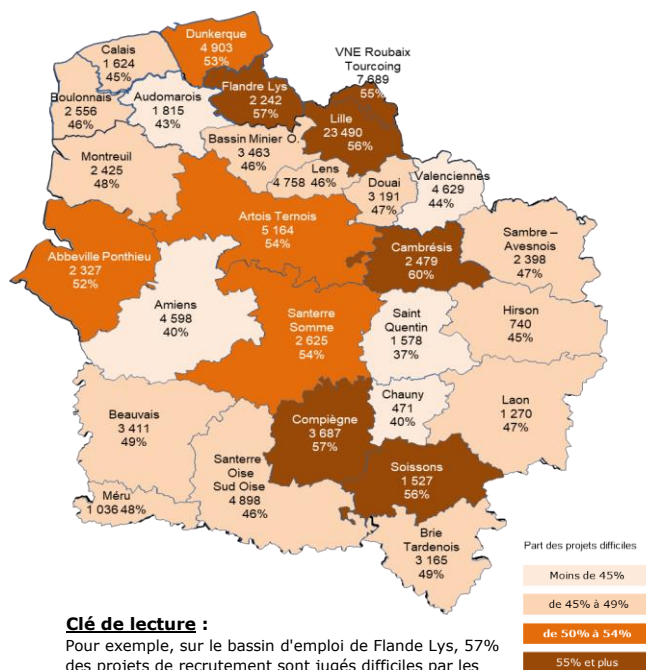 Dunkerque
4 903
53%
Calais
1 624
45%
VNE Roubaix
Tourcoing
7 689
55%
Flandre Lys
2 242
57%
Boulonnais
2 556
46%
Audomarois
1 815
43%
Lille
23 490
56%
Bassin Minier O.
3 463
46%
Montreuil
2 425
48%
Lens
4 758 46%
Douai
3 191
47%
Valenciennes
4 629
44%
Artois Ternois
5 164
54%
Cambrésis
2 479
60%
Sambre –
Avesnois
2 398
47%
Abbeville Ponthieu
2 327
52%
Amiens
4 598
40%
Santerre
Somme
2 625
54%
Saint
Quentin
1 578
37%
Hirson
740
45%
Chauny
471
40%
Laon
1 270
47%
Beauvais
3 411
49%
Compiègne
3 687
57%
Santerre
Oise
Sud Oise
4 898
46%
Soissons
1 527
56%
Méru
1 036 48%
Brie
Tardenois
3 165
49%
Part des projets difficiles
Moins de 45%
de 45% à 49%
de 50% à 54%
55% et plus
Clé de lecture :
Pour exemple, sur le bassin d'emploi de Flande Lys, 57%
des projets de recrutement sont jugés difficiles par les